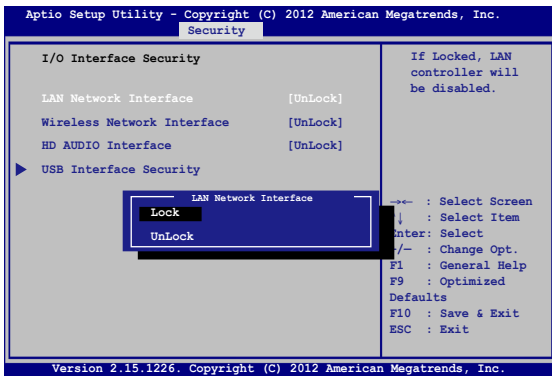 Aptio Setup Utility - Copyright (C) 2012 American Megatrends, Inc.
Security
I/O Interface Security
LAN Network Interface [UnLock]
Wireless Network Interface [UnLock]
HD AUDIO Interface [UnLock]
USB Interface Security
If Locked, LAN
controller will
be disabled.
LAN Network Interface
Lock
UnLock
→← : Select Screen
↓ : Select Item
nter: Select
/— : Change Opt.
F1 : General Help
F9 : Optimized
Defaults
F10 : Save & Exit
ESC : Exit
Version 2.15.1226. Copyright (C) 2012 American Megatrends, Inc.